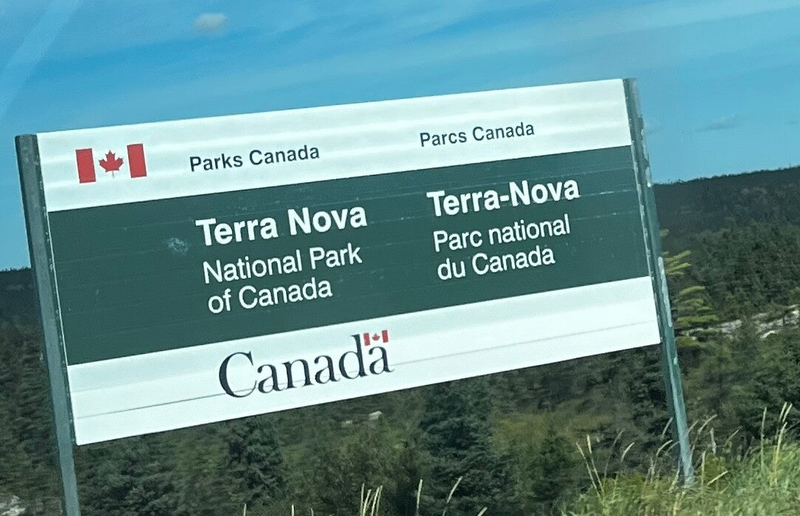 Parks Canada
Parcs Canada
Terra Nova
National Park
of Canada
Terra-Nova
Parc national
du Canada
Canada